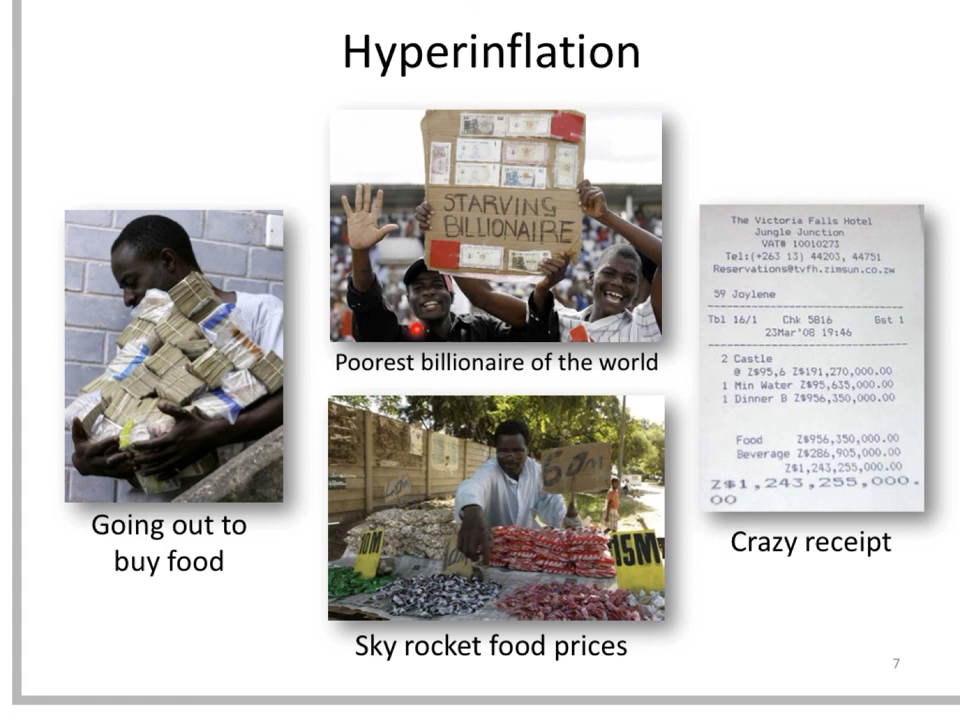 Hyperinflation
STARVING
BILLIONAIRE
Poorest billionaire of the world
Going out to
buy food
50m
10M
15M
Sky rocket food prices
The Victoria Falls Hotel
Jungle Junction
VAT# 10010273
Tel:(+263 13) 44203, 44751
Reservations@tvfh.zimsun.co.zw
59 Joylene
Tbl 16/1 Chk 5816 Gst 1
23Mar'08 19:46
2 Castle
@ Z$95,6 Z$191,270,000.00
1 Min Water Z$95,635,000.00
1 Dinner B Z$956,350,000.00
Food Z$956,350,000.00
Beverage Z$286,905,000.00
Z$1,243,255,000.00
Z$1,243,255,000.
00
Crazy receipt
7